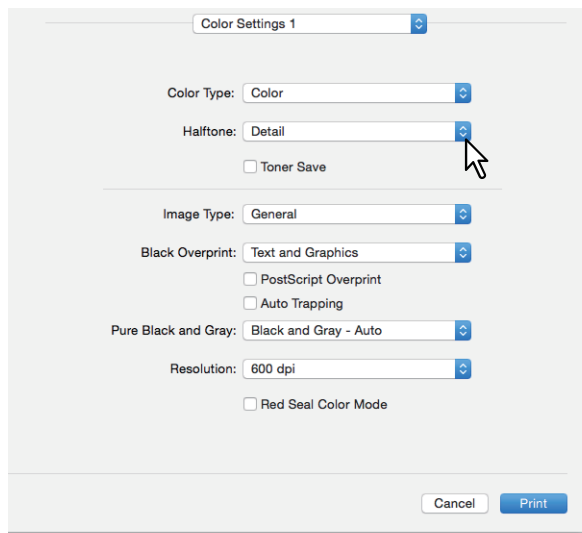 Color Settings 1
Color Type: Color
Halftone: Detail
Toner Save
Image Type: General
Black Overprint: Text and Graphics
PostScript Overprint
Auto Trapping
Pure Black and Gray: Black and Gray - Auto
Resolution: 600 dpi
Red Seal Color Mode
Cancel Print